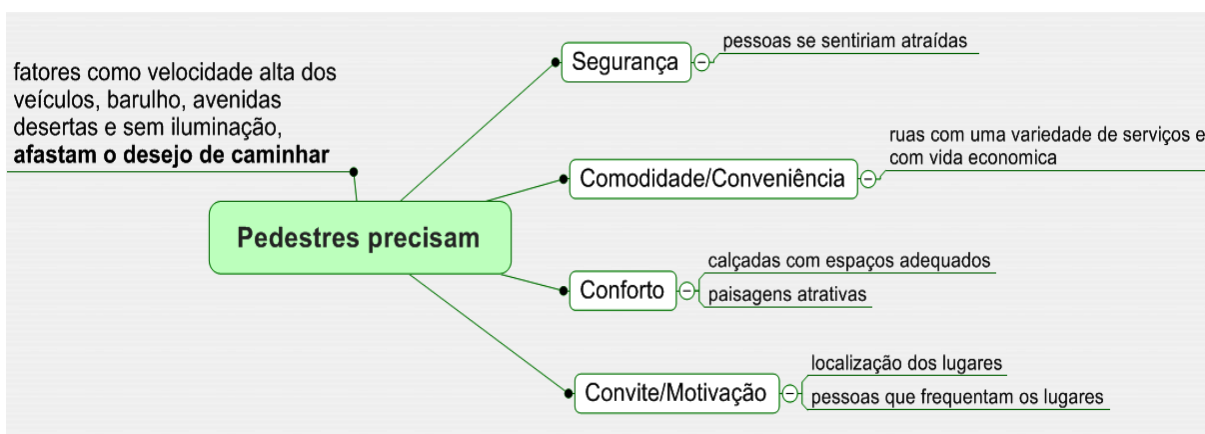 fatores como velocidade alta dos
veículos, barulho, avenidas
desertas e sem iluminação,
afastam o desejo de caminhar
Pedestres precisam
Segurança
pessoas se sentiriam atraídas
Comodidade/Conveniência
ruas com uma variedade de serviços e
com vida economica
Conforto
calçadas com espaços adequados
paisagens atrativas
Convite/Motivação
localização dos lugares
pessoas que frequentam os lugares